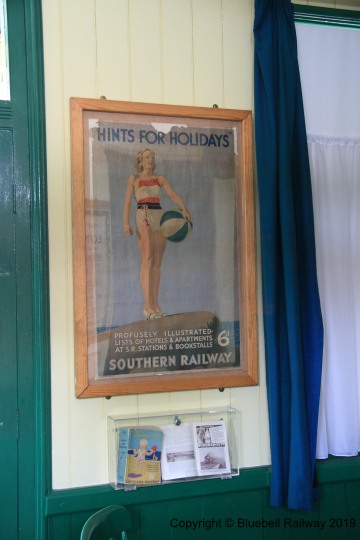 HINTS FOR HOLIDAYS
PROFUSELY ILLUSTRATED
LISTS OF HOTELS & APARTMENTS
AT S.R. STATIONS & BOOKSTALLS
6d
SOUTHERN RAILWAY
Copyright © Bluebell Railway 2019